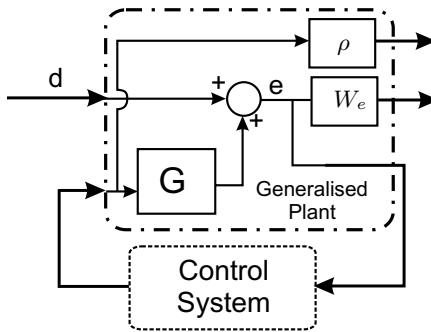 ρ
d
+
e
W_e
+
G
Generalised
Plant
Control
System